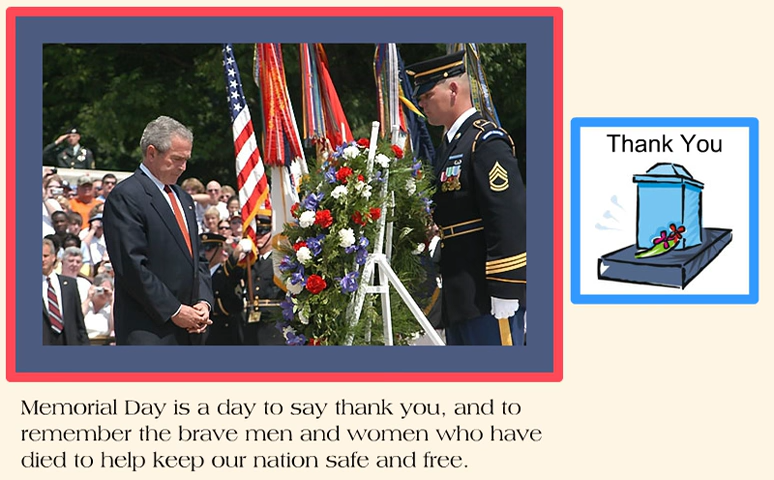 Thank You
Memorial Day is a day to say thank you, and to
remember the brave men and women who have
died to help keep our nation safe and free.